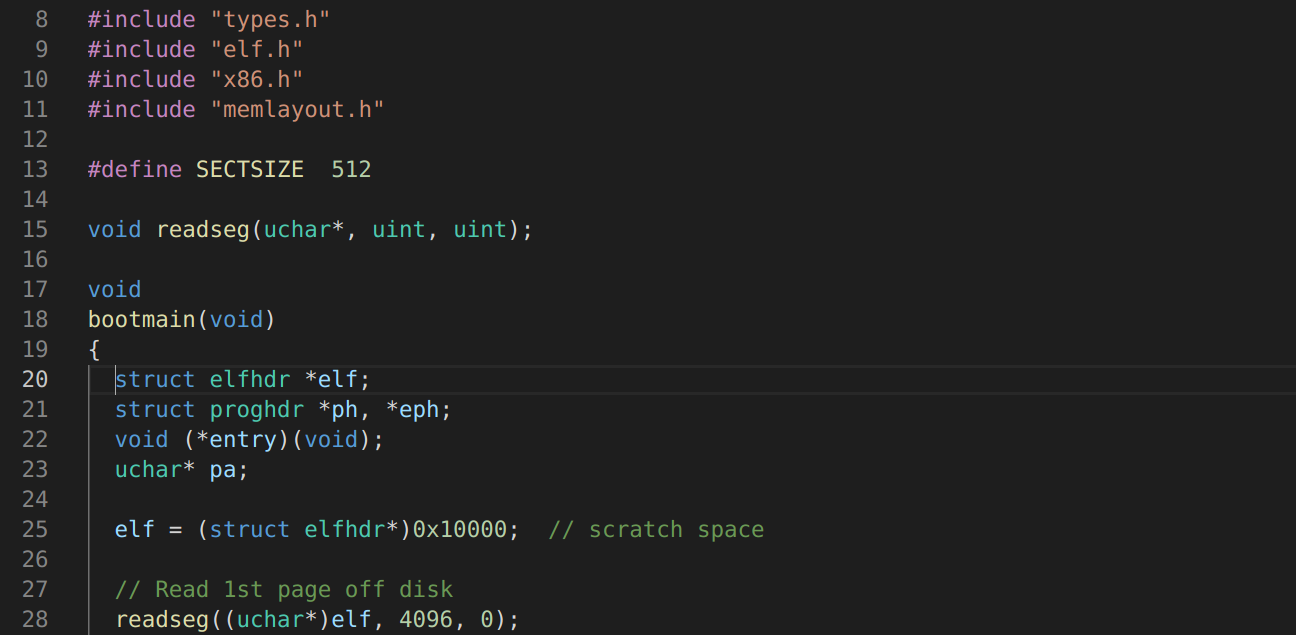 8 #include "types.h"
9 #include "elf.h"
10 #include "x86.h"
11 #include "memlayout.h"
12
13 #define SECTSIZE  512
14
15 void readseg(uchar*, uint, uint);
16
17 void
18 bootmain(void)
19 {
20   struct elfhdr *elf;
21   struct proghdr *ph, *eph;
22   void (*entry)(void);
23   uchar* pa;
24
25   elf = (struct elfhdr*)0x10000;  // scratch space
26
27   // Read 1st page off disk
28   readseg((uchar*)elf, 4096, 0);